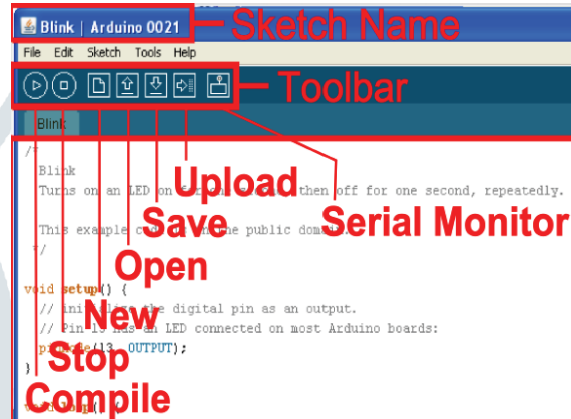 Blink | Arduino 0021 Sketch Name
File Edit Sketch Tools Help
Toolbar
Blink
/*
Blink
Turns on an LED on for one second, then off for one second, repeatedly.
Upload
Serial Monitor
Save
This example code is in the public domain.
*/
Open
void setup() {
// initialize the digital pin as an output.
New
// Pin 13 has an LED connected on most Arduino boards:
pinMode(13, OUTPUT);
Stop
}
Compile
void loop() {